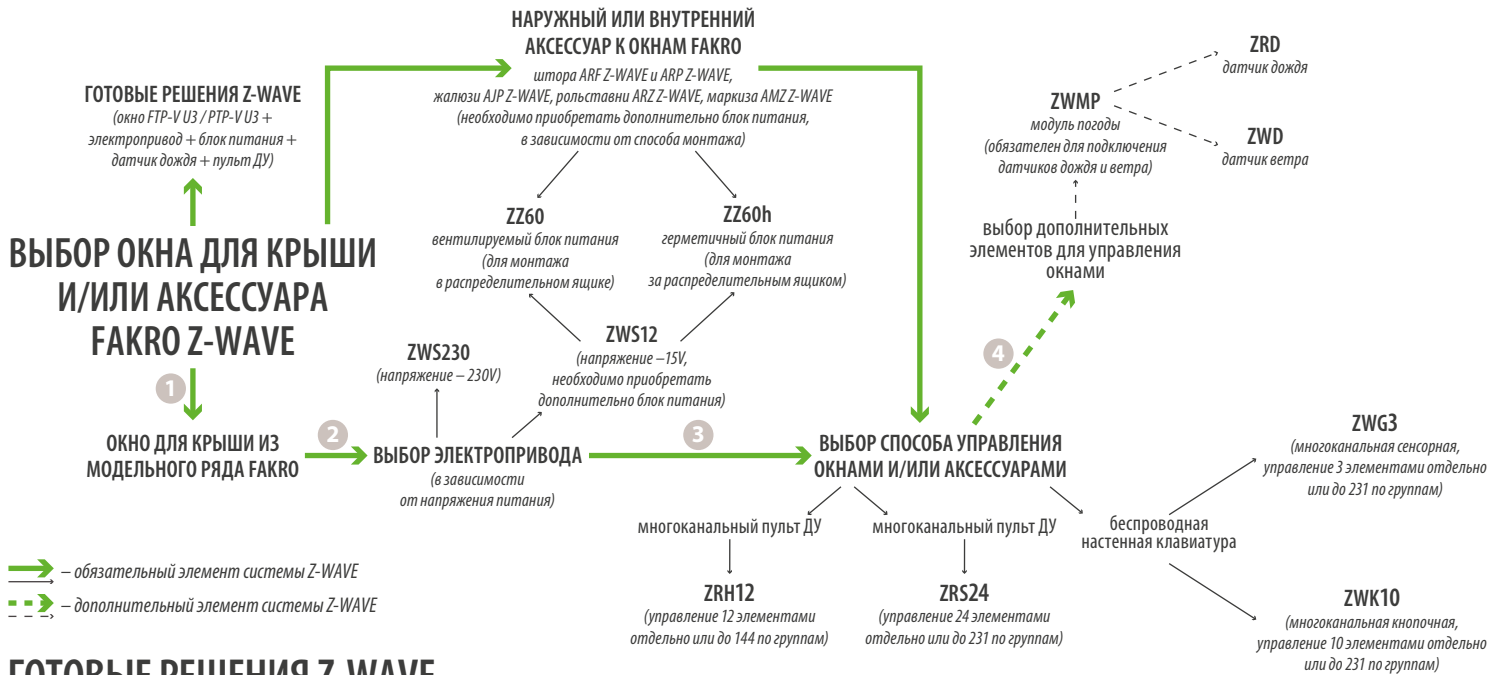 НАРУЖНЫЙ ИЛИ ВНУТРЕННИЙ
АКСЕССУАР К ОКНАМ FAKRO
штора ARF Z-WAVE и ARP Z-WAVE,
жалюзи AJP Z-WAVE, рольставни ARZ Z-WAVE, маркиза AMZ Z-WAVE
(необходимо приобретать дополнительно блок питания,
в зависимости от способа монтажа)
ГОТОВЫЕ РЕШЕНИЯ Z-WAVE
(окно FTP-V U3 / PTP-V U3 +
электропривод + блок питания +
датчик дождя + пульт ДУ)
ZRD
датчик дождя
ZWMP
модуль погоды
(обязателен для подключения
датчиков дождя и ветра)
ZWD
датчик ветра
ВЫБОР ОКНА ДЛЯ КРЫШИ
И/ИЛИ АКСЕССУАРА
FAKRO Z-WAVE
ZZ60
вентилируемый блок питания
(для монтажа
в распределительном ящике)
ZZ60h
герметичный блок питания
(для монтажа
за распределительным ящиком)
выбор дополнительных
элементов для управления
окнами
ZWS230
(напряжение – 230V)
ZWS12
(напряжение –15V,
необходимо приобретать
дополнительно блок питания)
1
4
ОКНО ДЛЯ КРЫШИ ИЗ
МОДЕЛЬНОГО РЯДА FAKRO
2
ВЫБОР ЭЛЕКТРОПРИВОДА
(в зависимости
от напряжения питания)
3
ВЫБОР СПОСОБА УПРАВЛЕНИЯ
ОКНАМИ И/ИЛИ АКСЕССУАРАМИ
ZWG3
(многоканальная сенсорная,
управление 3 элементами отдельно
или до 231 по группам)
многоканальный пульт ДУ
многоканальный пульт ДУ
беспроводная
настенная клавиатура
ZRH12
(управление 12 элементами
отдельно или до 144 по группам)
ZRS24
(управление 24 элементами
отдельно или до 231 по группам)
ZWK10
(многоканальная кнопочная,
управление 10 элементами отдельно
или до 231 по группам)
– обязательный элемент системы Z-WAVE
– дополнительный элемент системы Z-WAVE
ГОТОВЫЕ РЕШЕНИЯ Z-WAVE